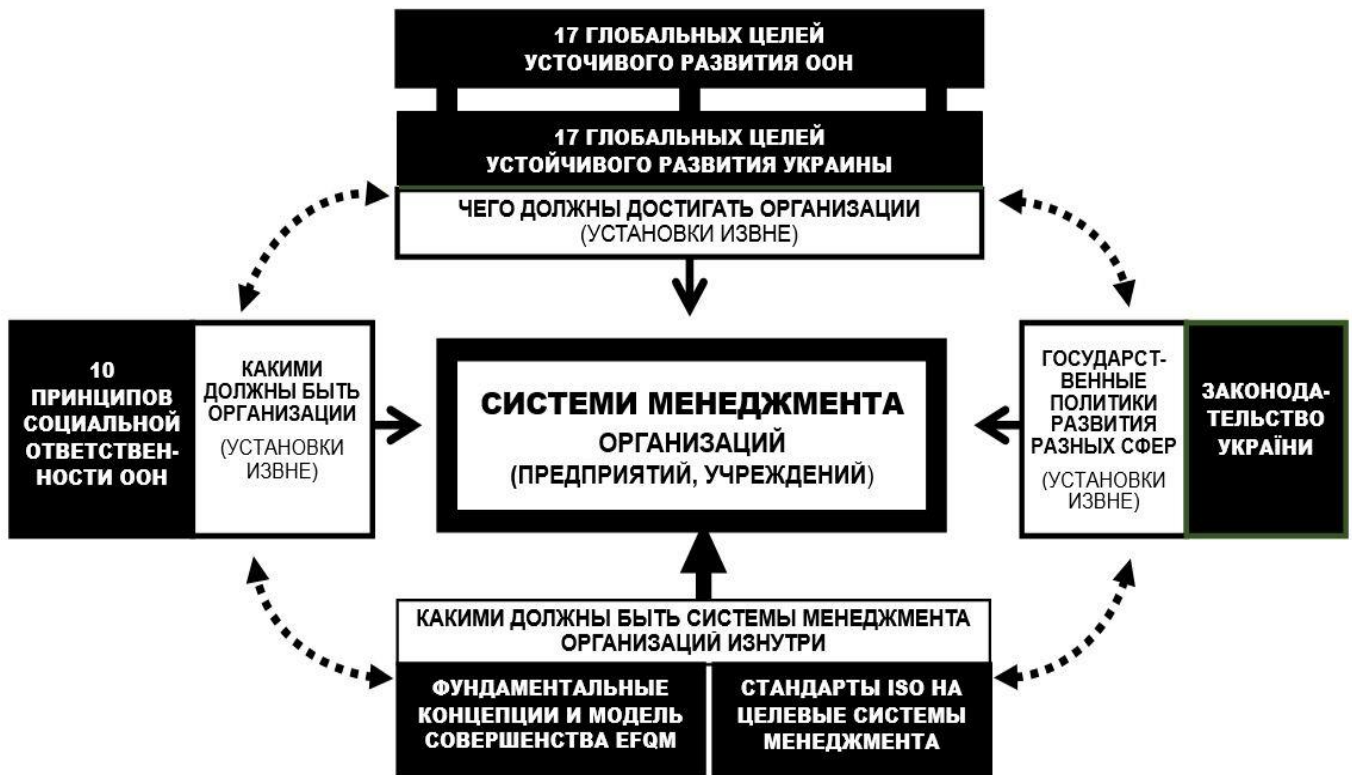 17 ГЛОБАЛЬНЫХ ЦЕЛЕЙ
УСТОЧИВОГО РАЗВИТИЯ ООН
17 ГЛОБАЛЬНЫХ ЦЕЛЕЙ
УСТОЙЧИВОГО РАЗВИТИЯ УКРАИНЫ
ЧЕГО ДОЛЖНЫ ДОСТИГАТЬ ОРГАНИЗАЦИИ
(УСТАНОВКИ ИЗВНЕ)
10
ПРИНЦИПОВ
СОЦИАЛЬНОЙ
ОТВЕТСТВЕН-
НОСТИ ООН
КАКИМИ
ДОЛЖНЫ БЫТЬ
ОРГАНИЗАЦИИ
(УСТАНОВКИ
ИЗВНЕ)
СИСТЕМИ МЕНЕДЖМЕНТА
ОРГАНИЗАЦИЙ
(ПРЕДПРИЯТИЙ, УЧРЕЖДЕНИЙ)
ГОСУДАРСТ-
ВЕННЫЕ
ПОЛИТИКИ
РАЗВИТИЯ
РАЗНЫХ СФЕР
(УСТАНОВКИ
ИЗВНЕ)
ЗАКОНОДА-
ТЕЛЬСТВО
УКРАЇНИ
КАКИМИ ДОЛЖНЫ БЫТЬ СИСТЕМЫ МЕНЕДЖМЕНТА
ОРГАНИЗАЦИЙ ИЗНУТРИ
ФУНДАМЕНТАЛЬНЫЕ
КОНЦЕПЦИИ И МОДЕЛЬ
СОВЕРШЕНСТВА EFQM
СТАНДАРТЫ ISO НА
ЦЕЛЕВЫЕ СИСТЕМЫ
МЕНЕДЖМЕНТА